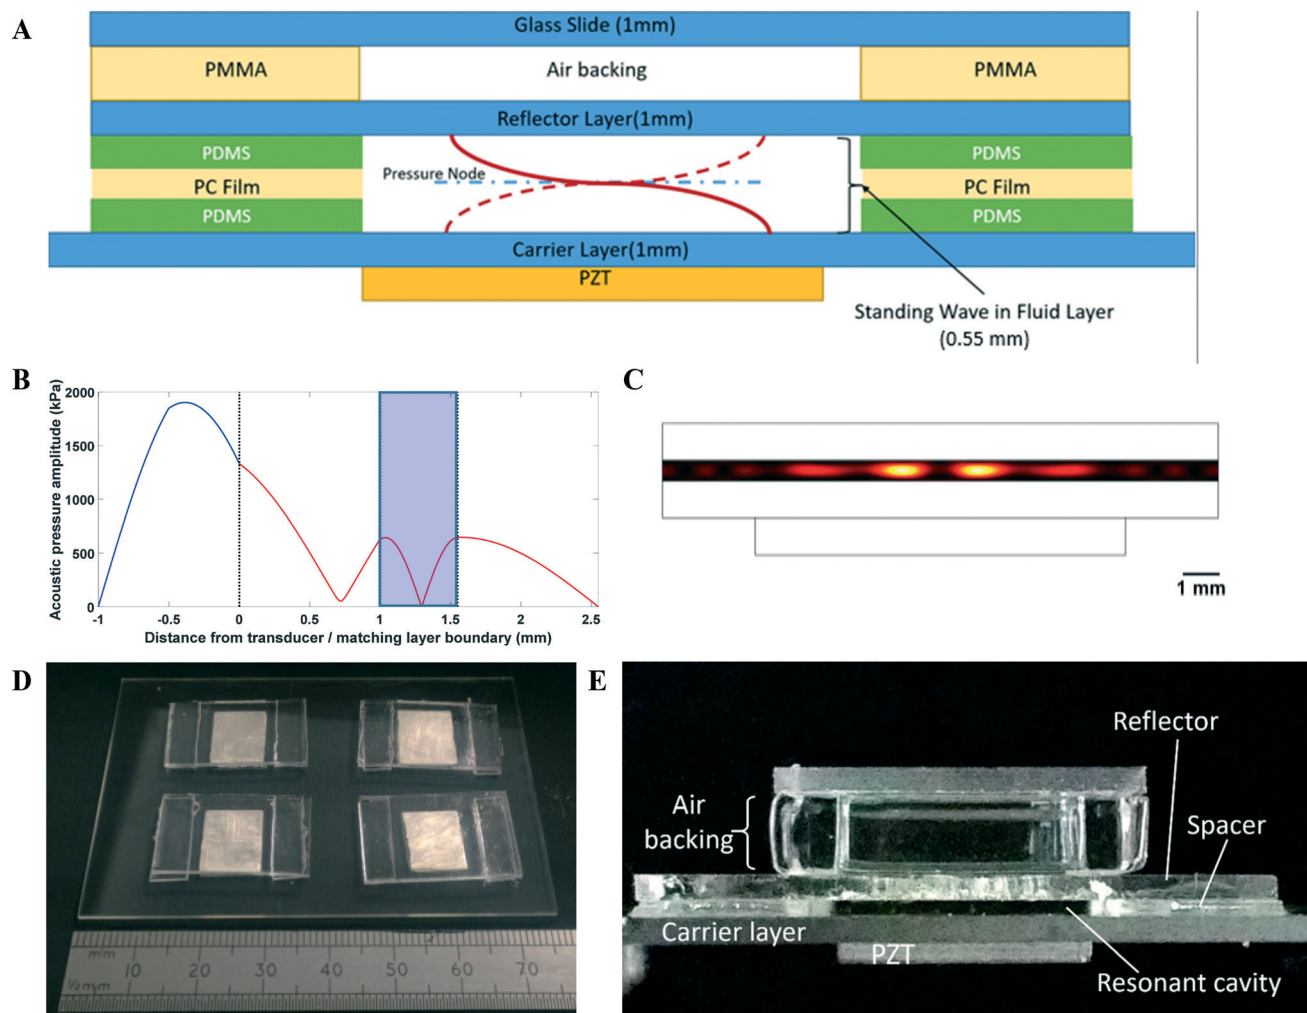 A
Glass Slide (1mm)
PMMA
Air backing
PMMA
Reflector Layer(1mm)
PDMS
PDMS
Pressure Node
PC Film
PC Film
PDMS
PDMS
Carrier Layer(1mm)
PZT
Standing Wave in Fluid Layer
(0.55 mm)
B
Acoustic pressure amplitude (kPa)
2000
1500
1000
500
0
-1
-0.5
0
0.5
1
1.5
2
2.5
Distance from transducer / matching layer boundary (mm)
C
1 mm
D
m/m
10
20
30
40
50
60
70
½ m/m
E
Reflector
Air
backing
Spacer
Carrier layer
PZT
Resonant cavity